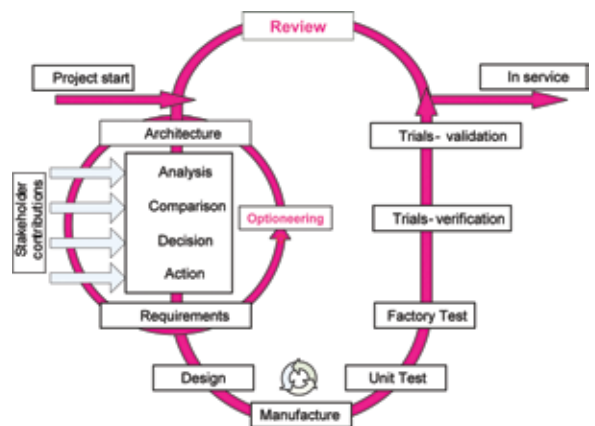 Review
Project start
In service
Architecture
Trials- validation
Analysis
Comparison
Decision
Action
Stakeholder
contributions
Optioneering
Trials-verification
Requirements
Factory Test
Design
Unit Test
Manufacture